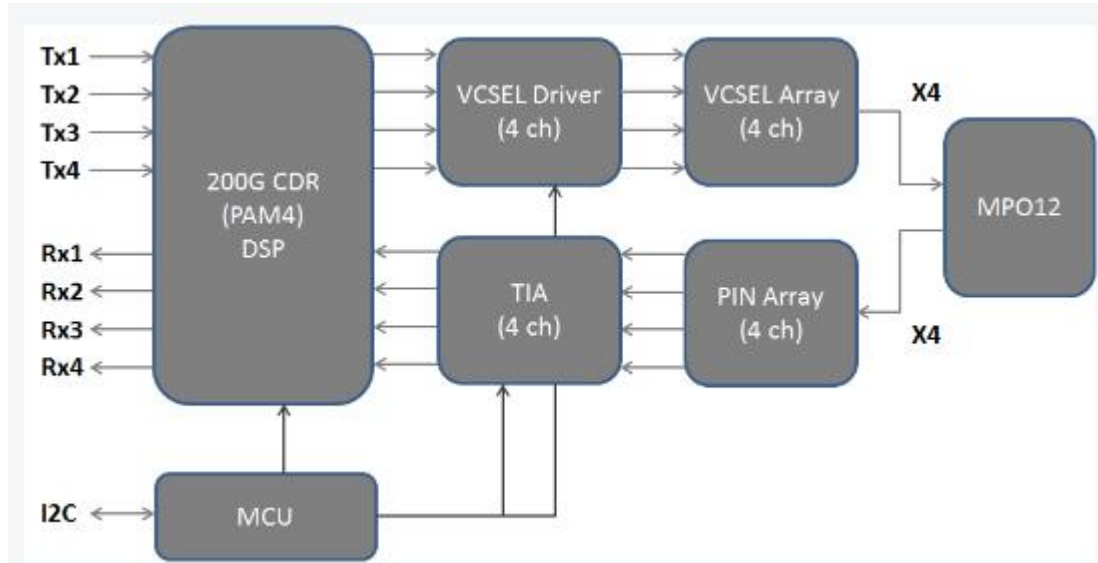 Tx1
Tx2
Tx3
Tx4
200G CDR
(PAM4)
DSP
VCSEL Driver
(4 ch)
VCSEL Array
(4 ch)
X4
MPO12
Rx1
Rx2
Rx3
Rx4
TIA
(4 ch)
PIN Array
(4 ch)
X4
I2C
MCU